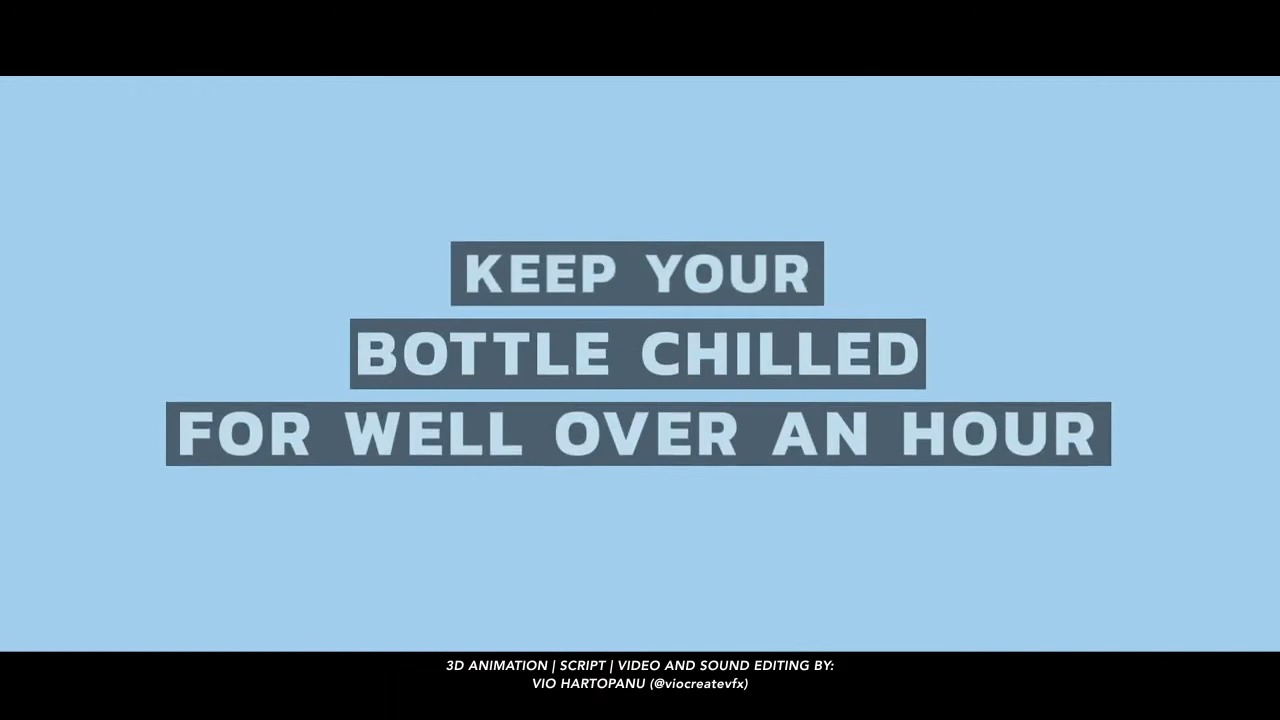 KEEP YOUR
BOTTLE CHILLED
FOR WELL OVER AN HOUR
3D ANIMATION | SCRIPT | VIDEO AND SOUND EDITING BY:
VIO HARTOPANU (@viocreatevfx)